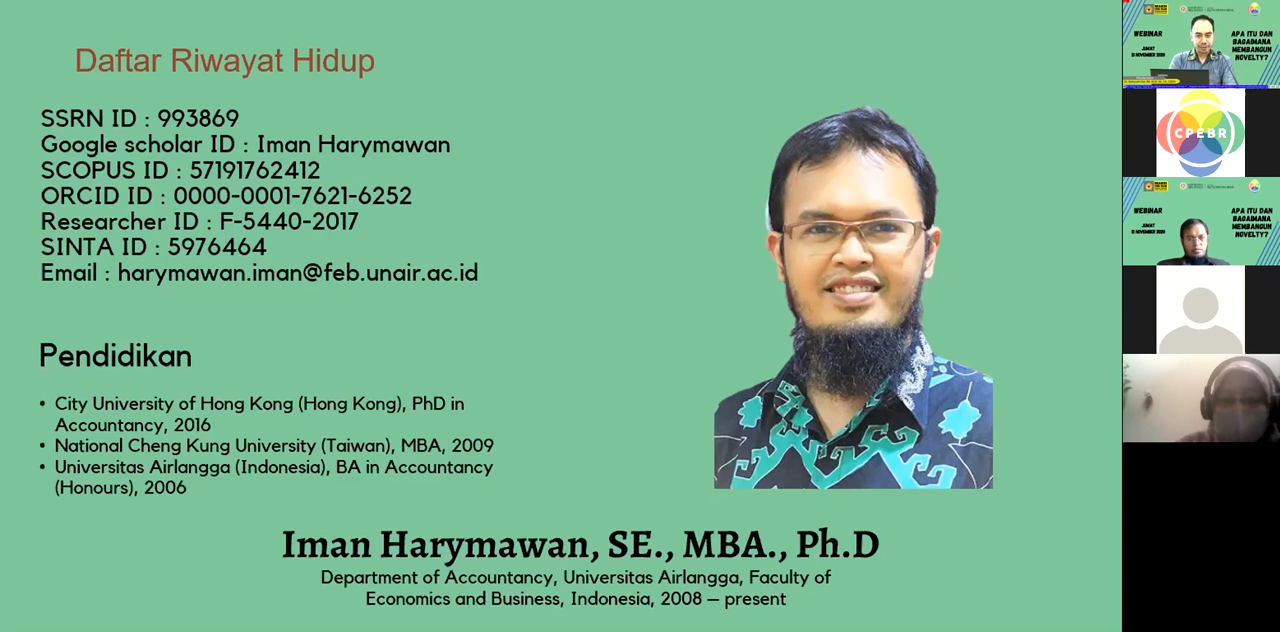 Daftar Riwayat Hidup
SSRN ID : 993869
Google scholar ID : Iman Harymawan
SCOPUS ID : 57191762412
ORCID ID : 0000-0001-7621-6252
Researcher ID : F-5440-2017
SINTA ID : 5976464
Email : harymawan.iman@feb.unair.ac.id
Pendidikan
• City University of Hong Kong (Hong Kong), PhD in
Accountancy, 2016
• National Cheng Kung University (Taiwan), MBA, 2009
• Universitas Airlangga (Indonesia), BA in Accountancy
(Honours), 2006
Iman Harymawan, SE., MBA., Ph.D
Department of Accountancy, Universitas Airlangga, Faculty of
Economics and Business, Indonesia, 2008 – present
WEBINAR
JUMAT
APA ITU DAN
BAGAIMANA
MEMBANGUN
NOVELTY?
CPEBR
WEBINAR
JUMAT
APA ITU DAN
BAGAIMANA
MEMBANGUN
NOVELTY?